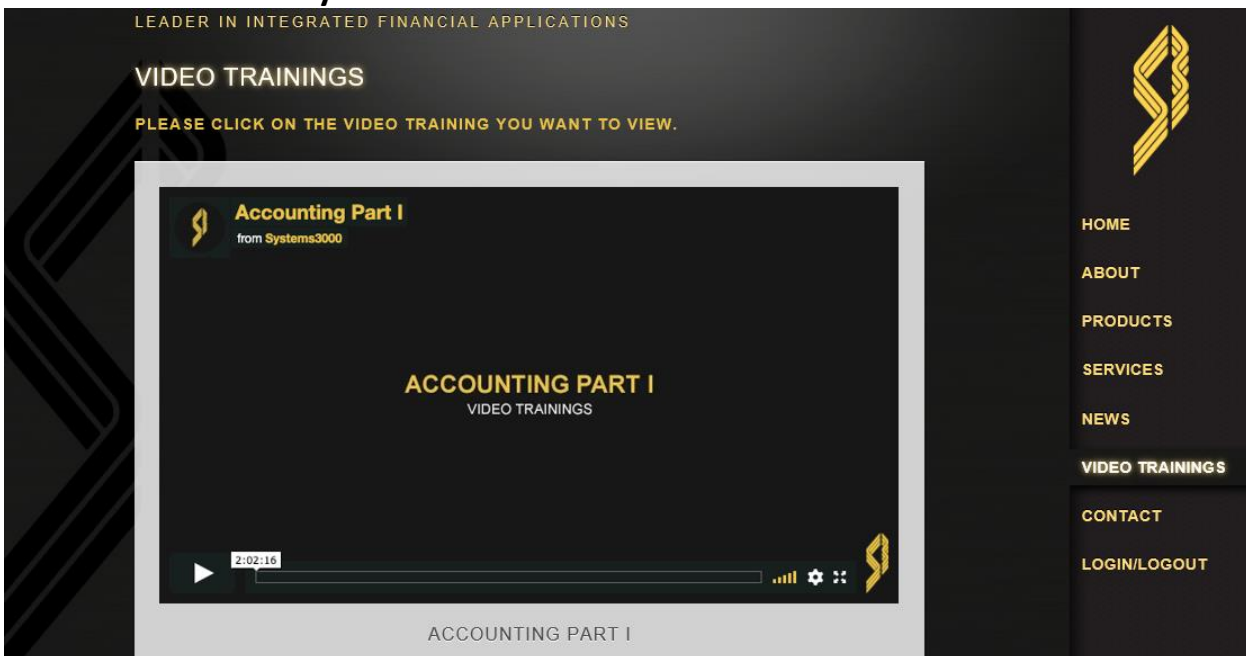 LEADER IN INTEGRATED FINANCIAL APPLICATIONS
VIDEO TRAININGS
PLEASE CLICK ON THE VIDEO TRAINING YOU WANT TO VIEW.
Accounting Part I
from Systems3000
ACCOUNTING PART I
VIDEO TRAININGS
2:02:16
ACCOUNTING PART I
HOME
ABOUT
PRODUCTS
SERVICES
NEWS
VIDEO TRAININGS
CONTACT
LOGIN/LOGOUT